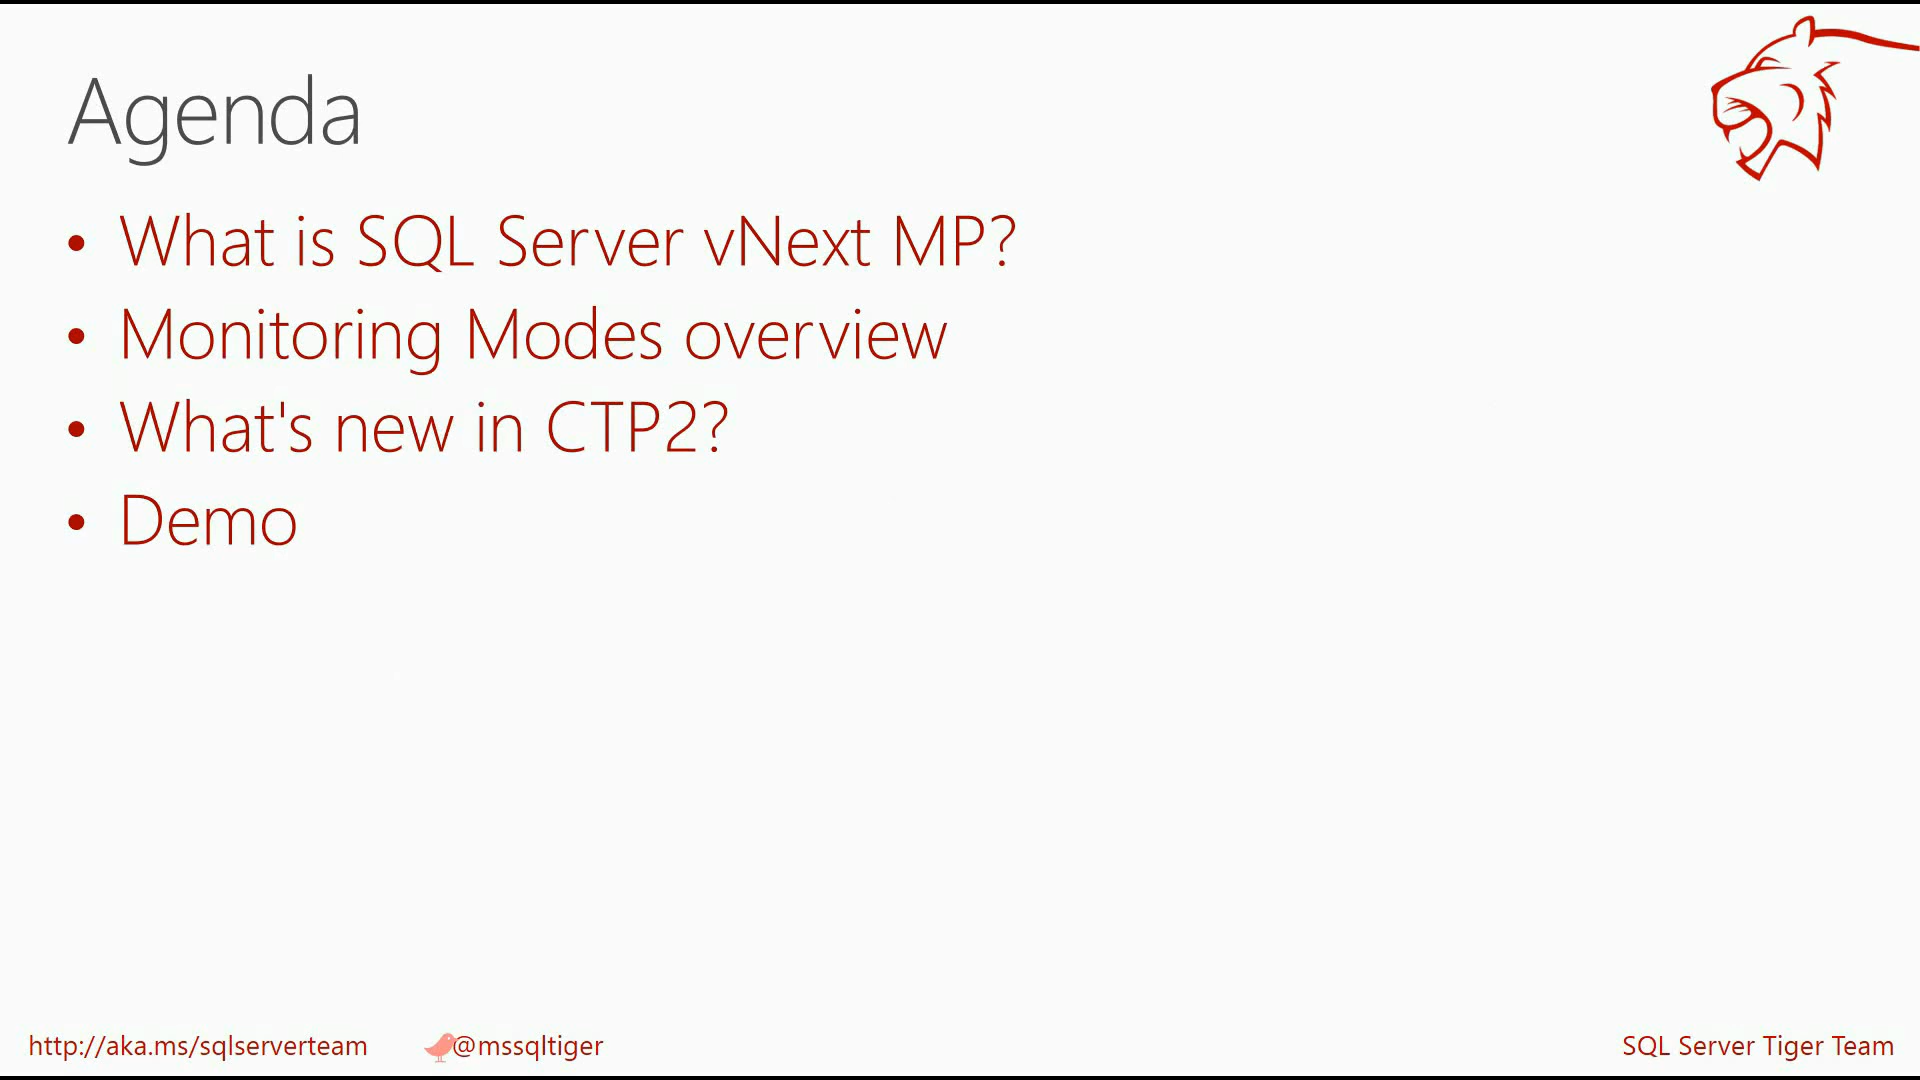 Agenda
• What is SQL Server vNext MP?
• Monitoring Modes overview
• What's new in CTP2?
• Demo
http://aka.ms/sqlserverteam @mssqltiger SQL Server Tiger Team